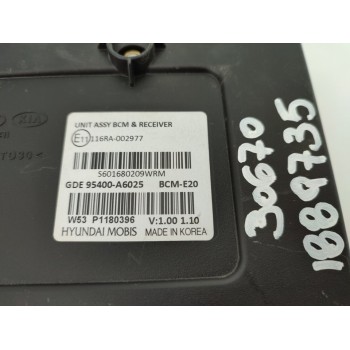 UNIT ASSY BCM & RECEIVER
E11 116RA-002977
S601680209WRM
GDE 95400-A6025 BCM-E20
W53 P1180396 V:1.00 1.10
HYUNDAI MOBIS MADE IN KOREA
KIA
30670
1889735